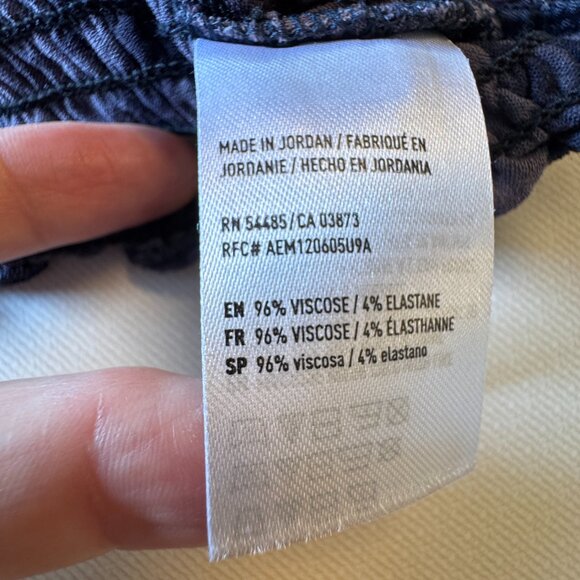 MADE IN JORDAN / FABRIQUÉ EN
JORDANIE / HECHO EN JORDANIA
RN 54485 / CA 03873
RFC# AEM120605U9A
EN 96% VISCOSE / 4% ELASTANE
FR 96% VISCOSE / 4% ÉLASTHANNE
SP 96% viscosa / 4% elastano